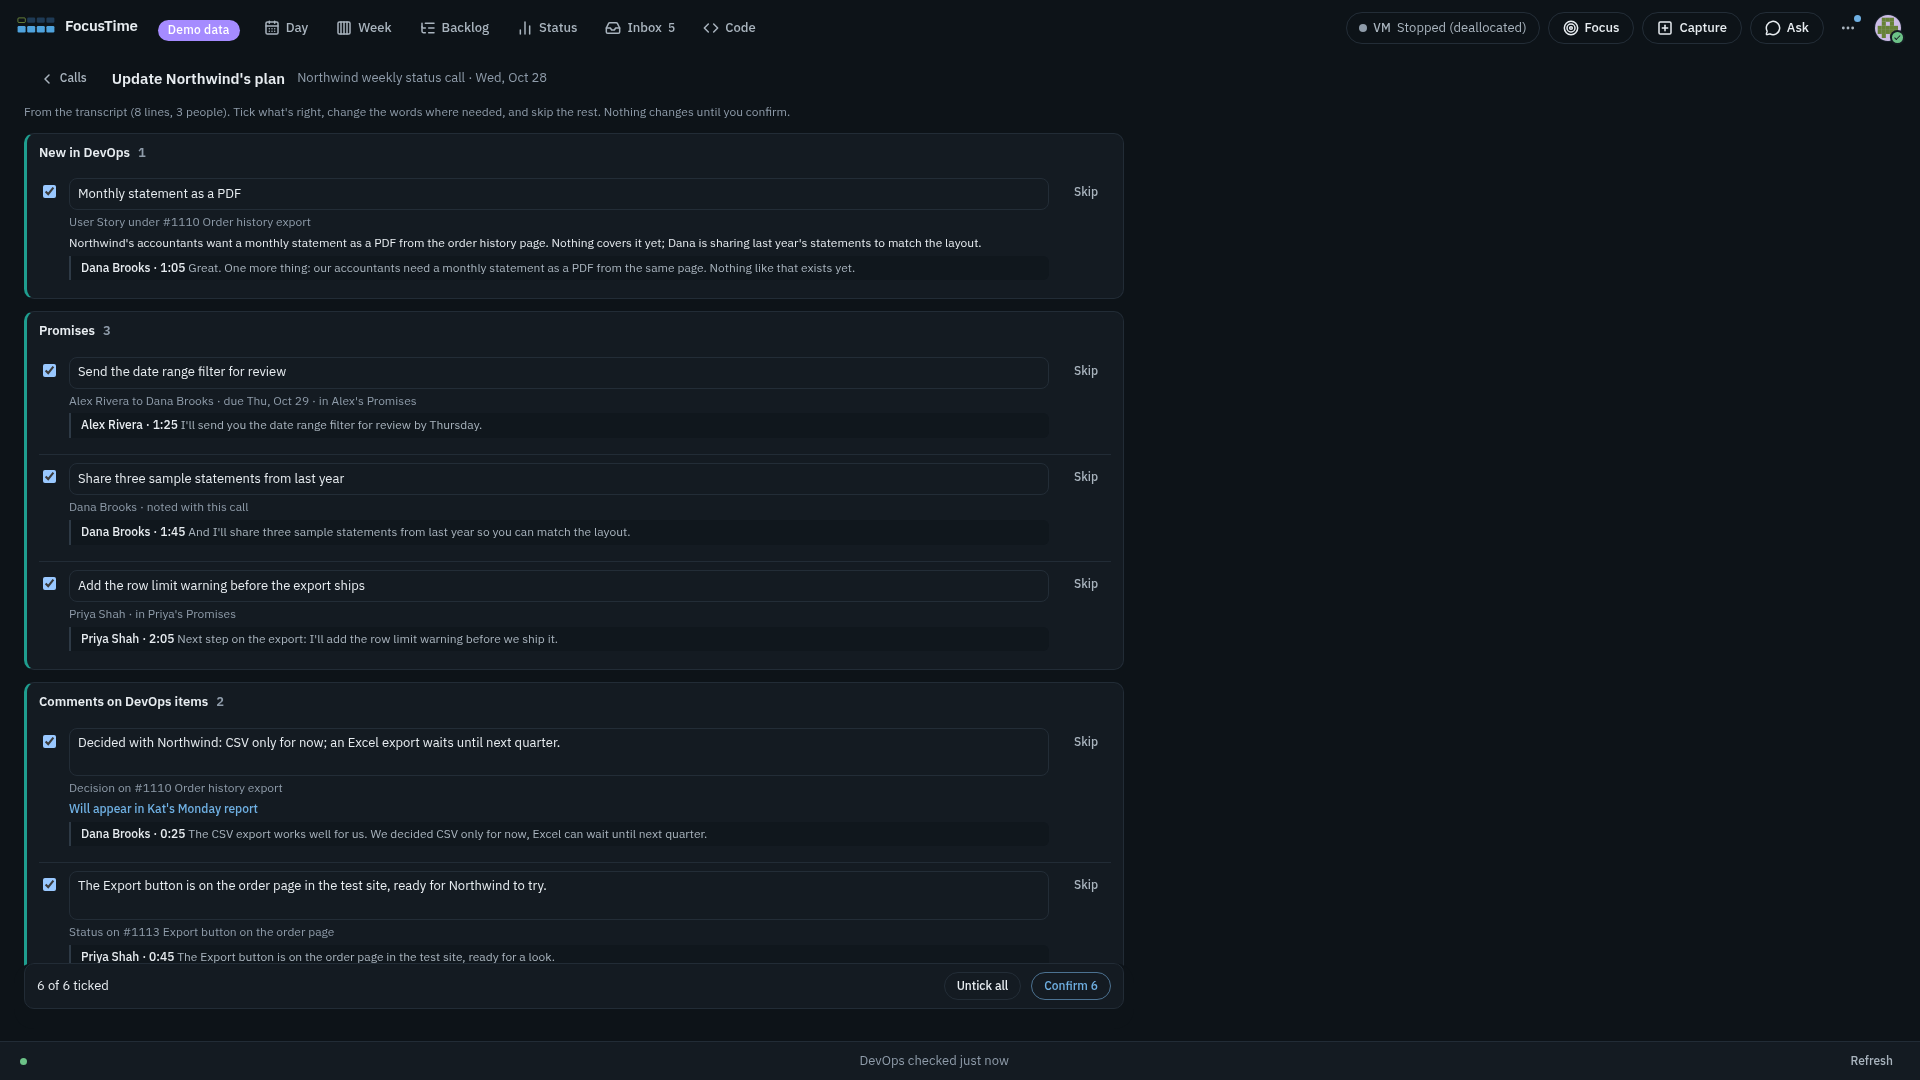 FocusTime
Demo data
Day
Week
Backlog
Status
Inbox 5
Code
VM Stopped (deallocated)
Focus
Capture
Ask
Calls
Update Northwind's plan
Northwind weekly status call · Wed, Oct 28
From the transcript (8 lines, 3 people). Tick what's right, change the words where needed, and skip the rest. Nothing changes until you confirm.
New in DevOps 1
Monthly statement as a PDF
Skip
User Story under #1110 Order history export
Northwind's accountants want a monthly statement as a PDF from the order history page. Nothing covers it yet; Dana is sharing last year's statements to match the layout.
Dana Brooks · 1:05 Great. One more thing: our accountants need a monthly statement as a PDF from the same page. Nothing like that exists yet.
Promises 3
Send the date range filter for review
Skip
Alex Rivera to Dana Brooks · due Thu, Oct 29 · in Alex's Promises
Alex Rivera · 1:25 I'll send you the date range filter for review by Thursday.
Share three sample statements from last year
Skip
Dana Brooks · noted with this call
Dana Brooks · 1:45 And I'll share three sample statements from last year so you can match the layout.
Add the row limit warning before the export ships
Skip
Priya Shah · in Priya's Promises
Priya Shah · 2:05 Next step on the export: I'll add the row limit warning before we ship it.
Comments on DevOps items 2
Decided with Northwind: CSV only for now; an Excel export waits until next quarter.
Skip
Decision on #1110 Order history export
Will appear in Kat's Monday report
Dana Brooks · 0:25 The CSV export works well for us. We decided CSV only for now, Excel can wait until next quarter.
The Export button is on the order page in the test site, ready for Northwind to try.
Skip
Status on #1113 Export button on the order page
Priya Shah · 0:45 The Export button is on the order page in the test site, ready for a look.
6 of 6 ticked
Untick all
Confirm 6
DevOps checked just now
Refresh